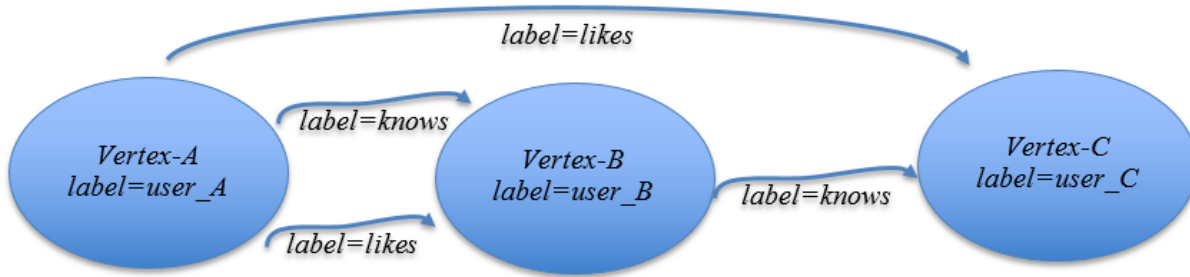 label=likes
label=knows
Vertex-A
label=user_A
Vertex-B
label=user_B
Vertex-C
label=user_C
label=knows
label=likes